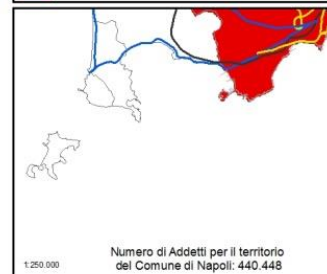 Numero di Addetti per il territorio
1:250.000
del Comune di Napoli: 440.448